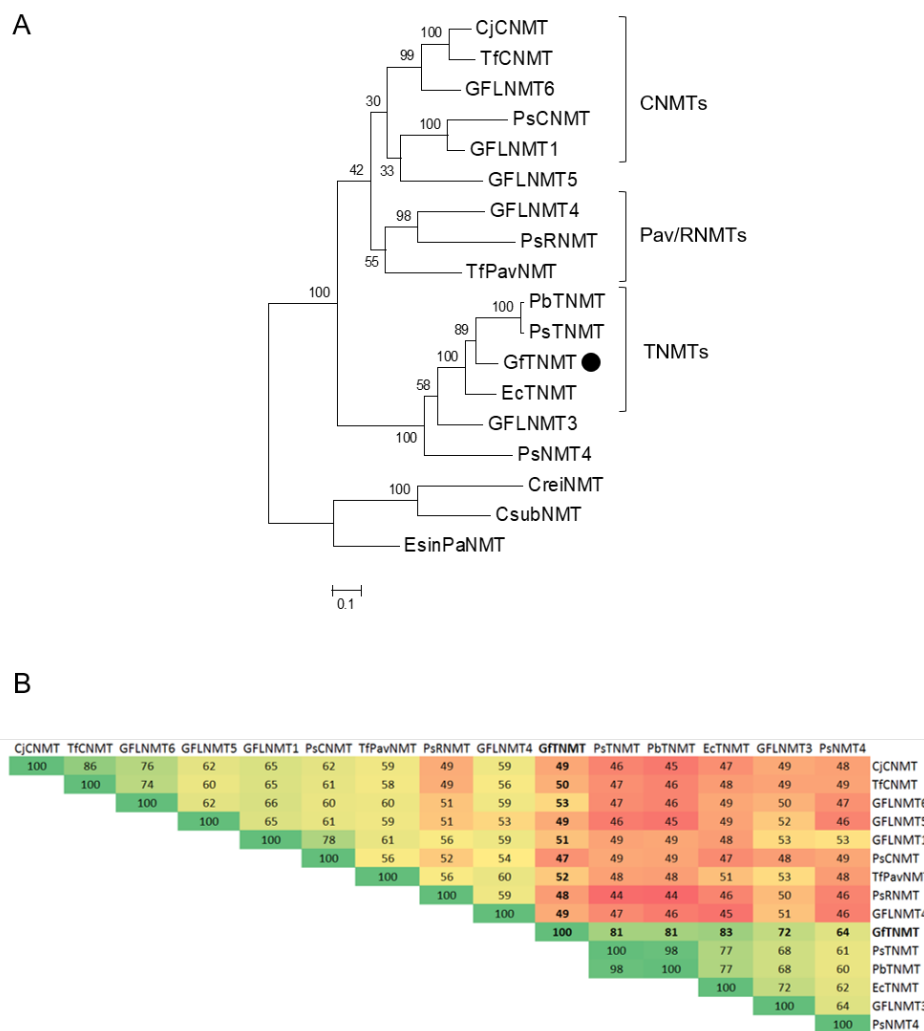 A
CjCNMT
TfCNMT
GFLNMT6
PsCNMT
GFLNMT1
GFLNMT5
GFLNMT4
PsRNMT
TfPavNMT
PbTNMT
PsTNMT
GfTNMT
EcTNMT
GFLNMT3
PsNMT4
CreiNMT
CsubNMT
EsinPaNMT
CNMTs
Pav/RNMTs
TNMTs
100
99
30
100
42
33
98
55
100
100
89
100
58
100
100
0.1
B
CjCNMT TfCNMT GFLNMT6 GFLNMT5 GFLNMT1 PsCNMT TfPavNMT PsRNMT GFLNMT4 GfTNMT PsTNMT PbTNMT EcTNMT GFLNMT3 PsNMT4
100 86 76 62 65 62 59 49 59 49 46 45 47 49 48 CjCNMT
100 74 60 65 61 58 49 56 50 47 46 48 49 49 TfCNMT
100 62 66 60 60 51 59 53 47 46 49 50 47 GFLNMT6
100 65 61 59 51 53 49 46 45 49 52 46 GFLNMT5
100 78 61 56 59 51 49 49 49 53 53 GFLNMT1
100 56 52 54 47 49 49 47 48 49 PsCNMT
100 56 60 52 48 48 51 53 48 TfPavNMT
100 59 48 44 44 46 50 46 PsRNMT
100 49 47 46 45 51 46 GFLNMT4
100 81 81 83 72 64 GfTNMT
100 98 77 68 61 PsTNMT
98 100 77 68 60 PbTNMT
100 72 62 EcTNMT
100 64 GFLNMT3
100 PsNMT4